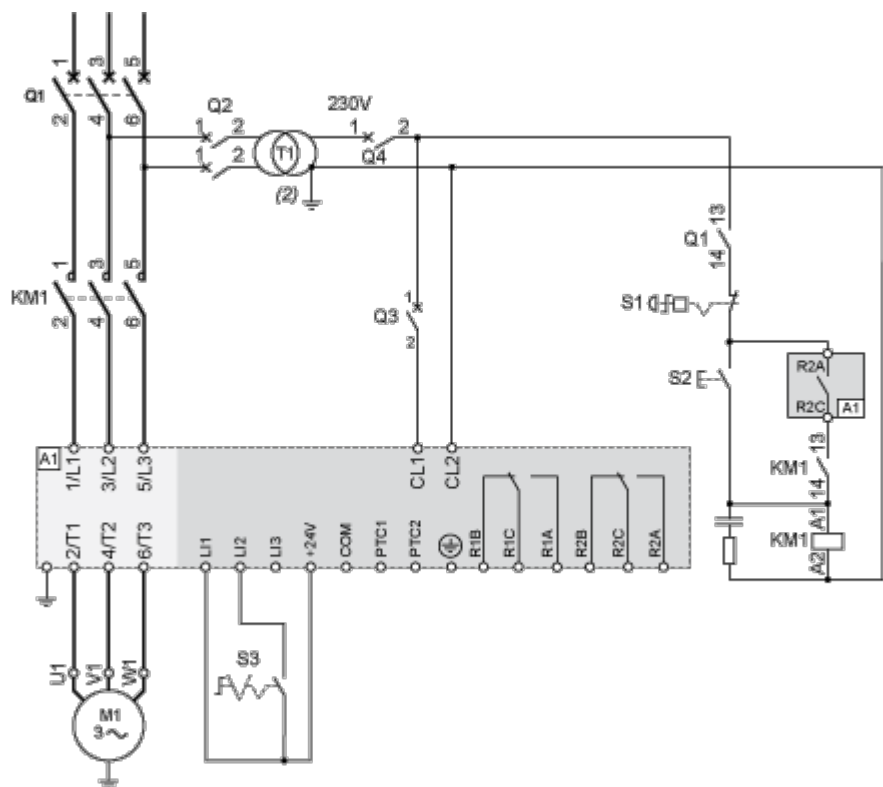 1
3
5
Q1
2
4
6
Q2
1
2
1
2
T1
(2)
230V
1
2
Q4
13
Q1
14
1
3
5
KM1
2
4
6
1
Q3
2
S1
S2
R2A
R2C
A1
13
KM1
14
A1
KM1
A2
A1
1/L1
3/L2
5/L3
CL1
CL2
2/T1
4/T2
6/T3
LI1
LI2
LI3
+24V
COM
PTC1
PTC2
R1B
R1C
R1A
R2B
R2C
R2A
S3
U1
V1
W1
M1
3